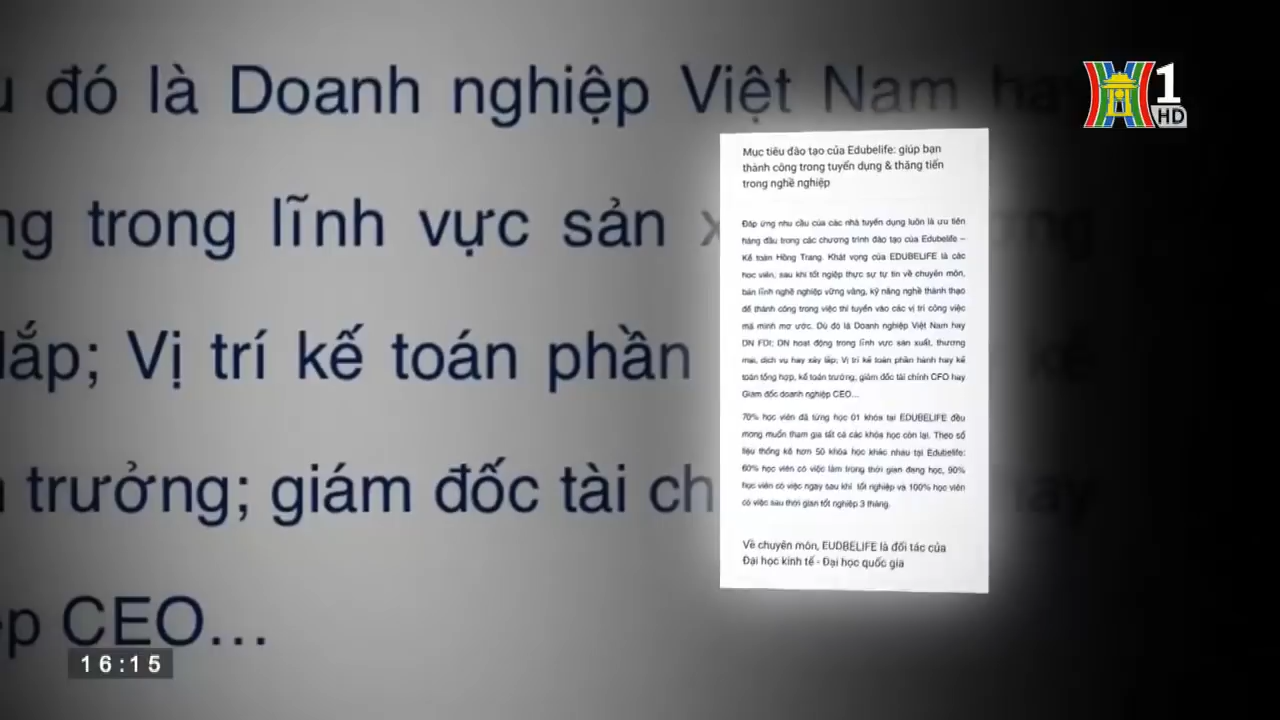 đó là Doanh nghiệp Việt Nam hay
ng trong lĩnh vực sản
lắp; Vị trí kế toán phần
trưởng; giám đốc tài ch hay
p CEO...
1
HD
Mục tiêu đào tạo của Edubelife: giúp bạn
thành công trong tuyển dụng & thăng tiến
trong nghề nghiệp
Đáp ứng nhu cầu của các nhà tuyển dụng luôn là ưu tiên
hàng đầu trong các chương trình đào tạo của Edubelife –
Kế toán Hồng Trang. Khát vọng của EDUBELIFE là các
học viên, sau khi tốt ngiệp thực sự tự tin về chuyên môn,
bản lĩnh nghề nghiệp vững vàng, kỹ năng nghề thành thạo
để thành công trong việc thi tuyển vào các vị trí công việc
mà mình mơ ước. Dù đó là Doanh nghiệp Việt Nam hay
DN FDI; DN hoạt động trong lĩnh vực sản xuất, thương
mại, dịch vụ hay xây lắp; Vị trí kế toán phần hành hay kế
toán tổng hợp, kế toán trưởng, giám đốc tài chính CFO hay
Giám đốc doanh nghiệp CEO...
70% học viên đã từng học 01 khóa tại EDUBELIFE đều
mong muốn tham gia tất cả các khóa học còn lại. Theo số
liệu thống kê hơn 50 khóa học khác nhau tại Edubelife:
60% học viên có việc làm trong thời gian đang học, 90%
học viên có việc ngay sau khi tốt nghiệp và 100% học viên
có việc sau thời gian tốt nghiệp 3 tháng.
Về chuyên môn, EUDBELIFE là đối tác của
Đại học kinh tế - Đại học quốc gia
16:15